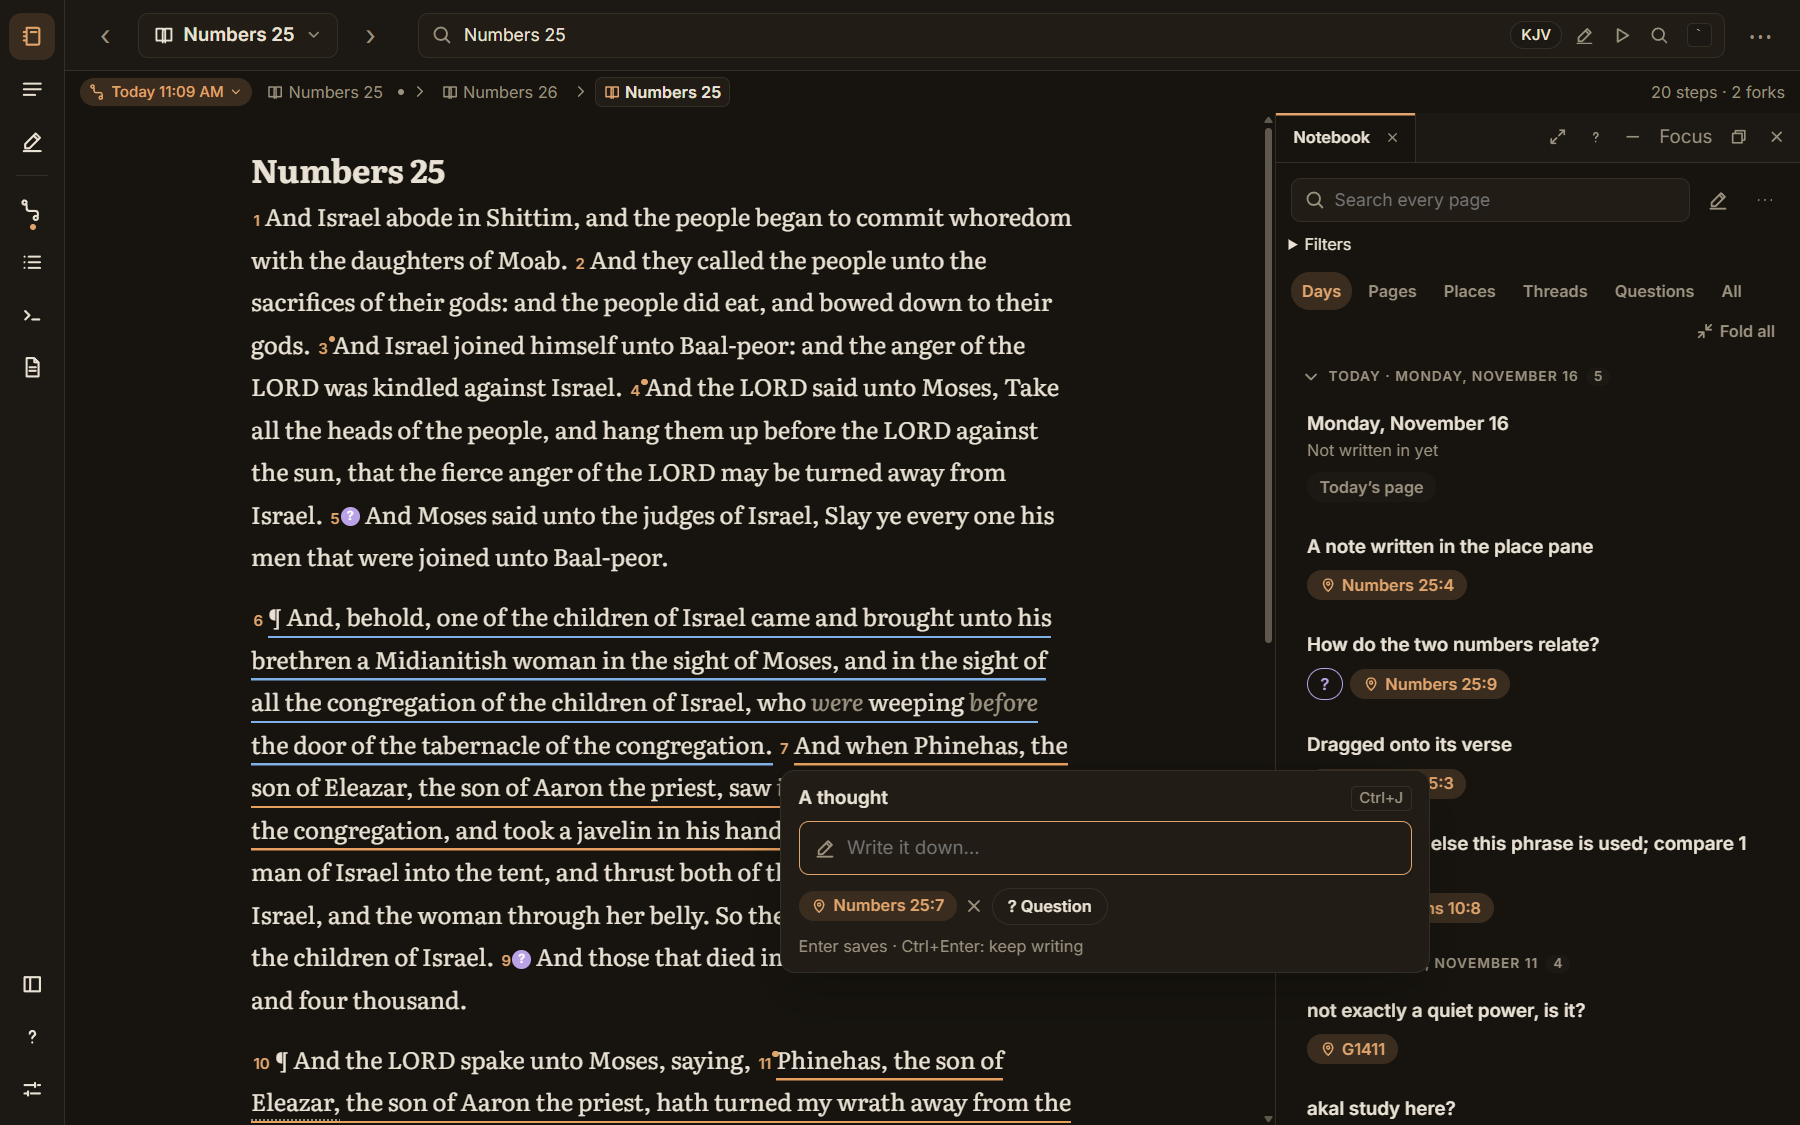 Numbers 25
Numbers 25
KJV
`
Today 11:09 AM
Numbers 25
Numbers 26
Numbers 25
20 steps · 2 forks
Numbers 25
1 And Israel abode in Shittim, and the people began to commit whoredom
with the daughters of Moab. 2 And they called the people unto the
sacrifices of their gods: and the people did eat, and bowed down to their
gods. 3 And Israel joined himself unto Baal-peor: and the anger of the
LORD was kindled against Israel. 4 And the LORD said unto Moses, Take
all the heads of the people, and hang them up before the LORD against
the sun, that the fierce anger of the LORD may be turned away from
Israel. 5 ? And Moses said unto the judges of Israel, Slay ye every one his
men that were joined unto Baal-peor.
6 ¶ And, behold, one of the children of Israel came and brought unto his
brethren a Midianitish woman in the sight of Moses, and in the sight of
all the congregation of the children of Israel, who were weeping before
the door of the tabernacle of the congregation. 7 And when Phinehas, the
son of Eleazar, the son of Aaron the priest, saw
the congregation, and took a javelin in his hand
man of Israel into the tent, and thrust both of
Israel, and the woman through her belly. So
the children of Israel. 9 ? And those that died in
and four thousand.
10 ¶ And the LORD spake unto Moses, saying, 11 Phinehas, the son of
Eleazar, the son of Aaron the priest, hath turned my wrath away from the
A thought
Ctrl+J
Write it down...
Numbers 25:7
? Question
Enter saves · Ctrl+Enter: keep writing
Notebook
?
Focus
Search every page
Filters
Days
Pages
Places
Threads
Questions
All
Fold all
TODAY · MONDAY, NOVEMBER 16 5
Monday, November 16
Not written in yet
Today's page
A note written in the place pane
Numbers 25:4
How do the two numbers relate?
?
Numbers 25:9
Dragged onto its verse
5:3
else this phrase is used; compare 1
10:8
NOVEMBER 11 4
not exactly a quiet power, is it?
G1411
akal study here?
?